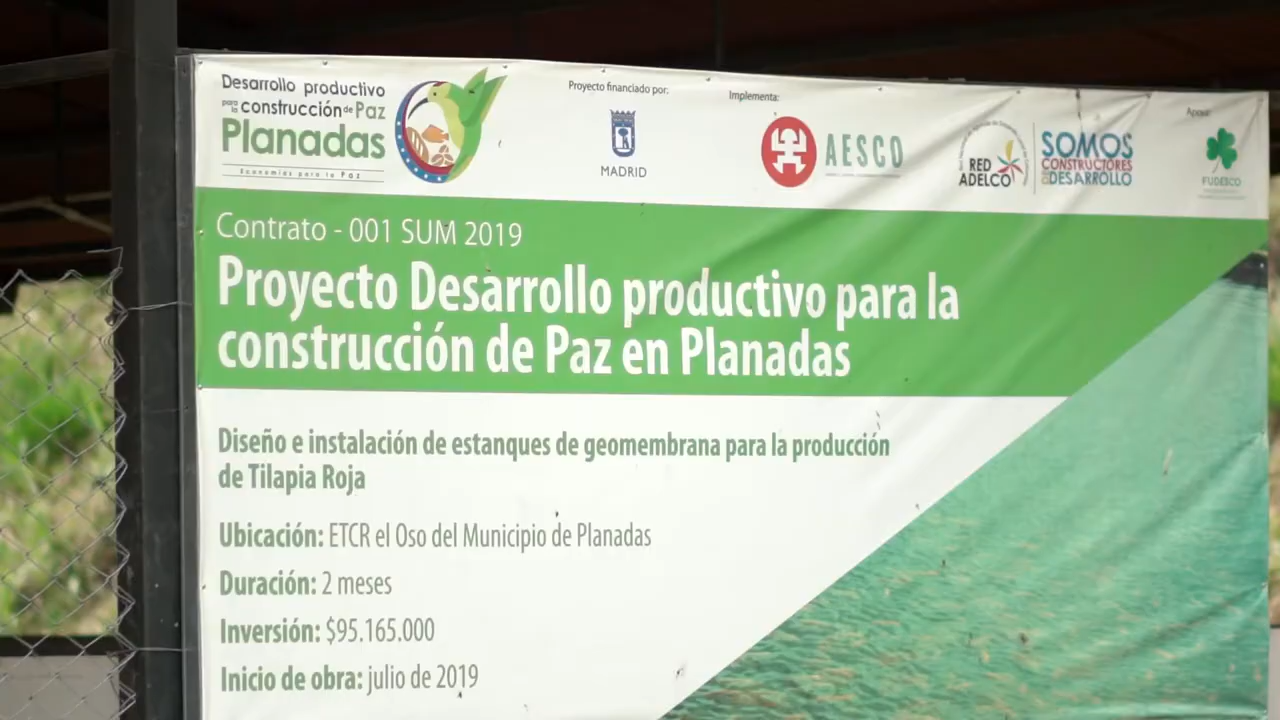 Desarrollo productivo
para la construcción de Paz
Planadas
Economías para la Paz
Proyecto financiado por:
MADRID
Implementa:
AESCO
RED
ADELCO
SOMOS
CONSTRUCTORES
DE DESARROLLO
Apoya:
FUDESCO
Contrato - 001 SUM 2019
Proyecto Desarrollo productivo para la
construcción de Paz en Planadas
Diseño e instalación de estanques de geomembrana para la producción
de Tilapia Roja
Ubicación: ETCR el Oso del Municipio de Planadas
Duración: 2 meses
Inversión: $95.165.000
Inicio de obra: julio de 2019